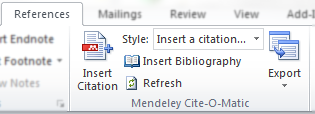 References Mailings Review View Add-I
rt Endnote
Footnote
w Notes
Insert
Citation
Style: Insert a citation...
Insert Bibliography
Refresh
Export
Mendeley Cite-O-Matic